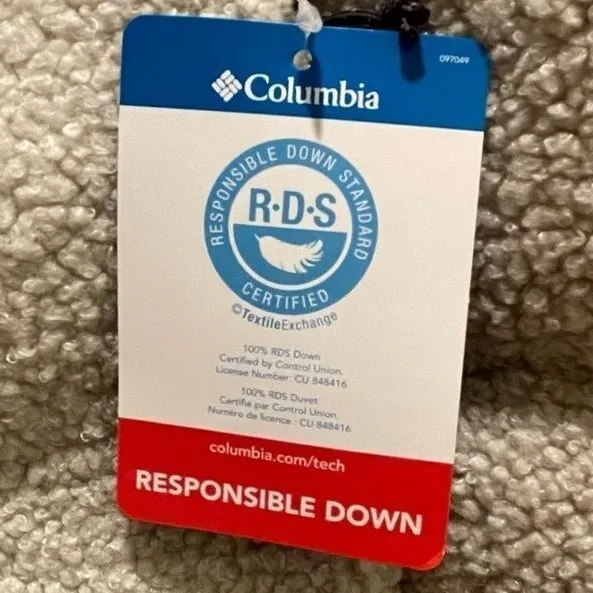 097049
Columbia
RESPONSIBLE DOWN STANDARD
R·D·S
CERTIFIED
©TextileExchange
100% RDS Down
Certified by Control Union,
License Number: CU 848416
100% RDS Duvet
Certifié par Control Union,
Numéro de licence : CU 848416
columbia.com/tech
RESPONSIBLE DOWN